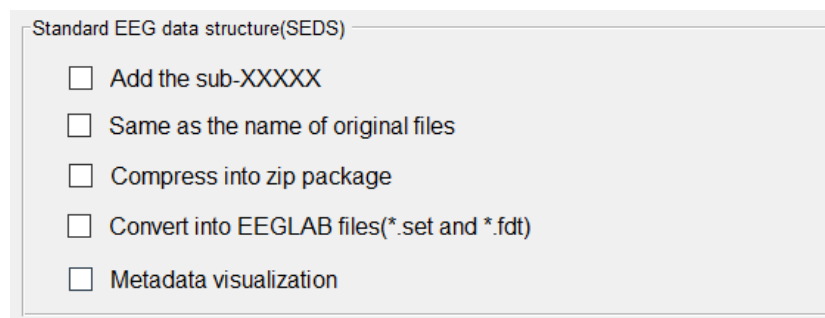 Standard EEG data structure(SEDS)
Add the sub-XXXXX
Same as the name of original files
Compress into zip package
Convert into EEGLAB files(*.set and *.fdt)
Metadata visualization